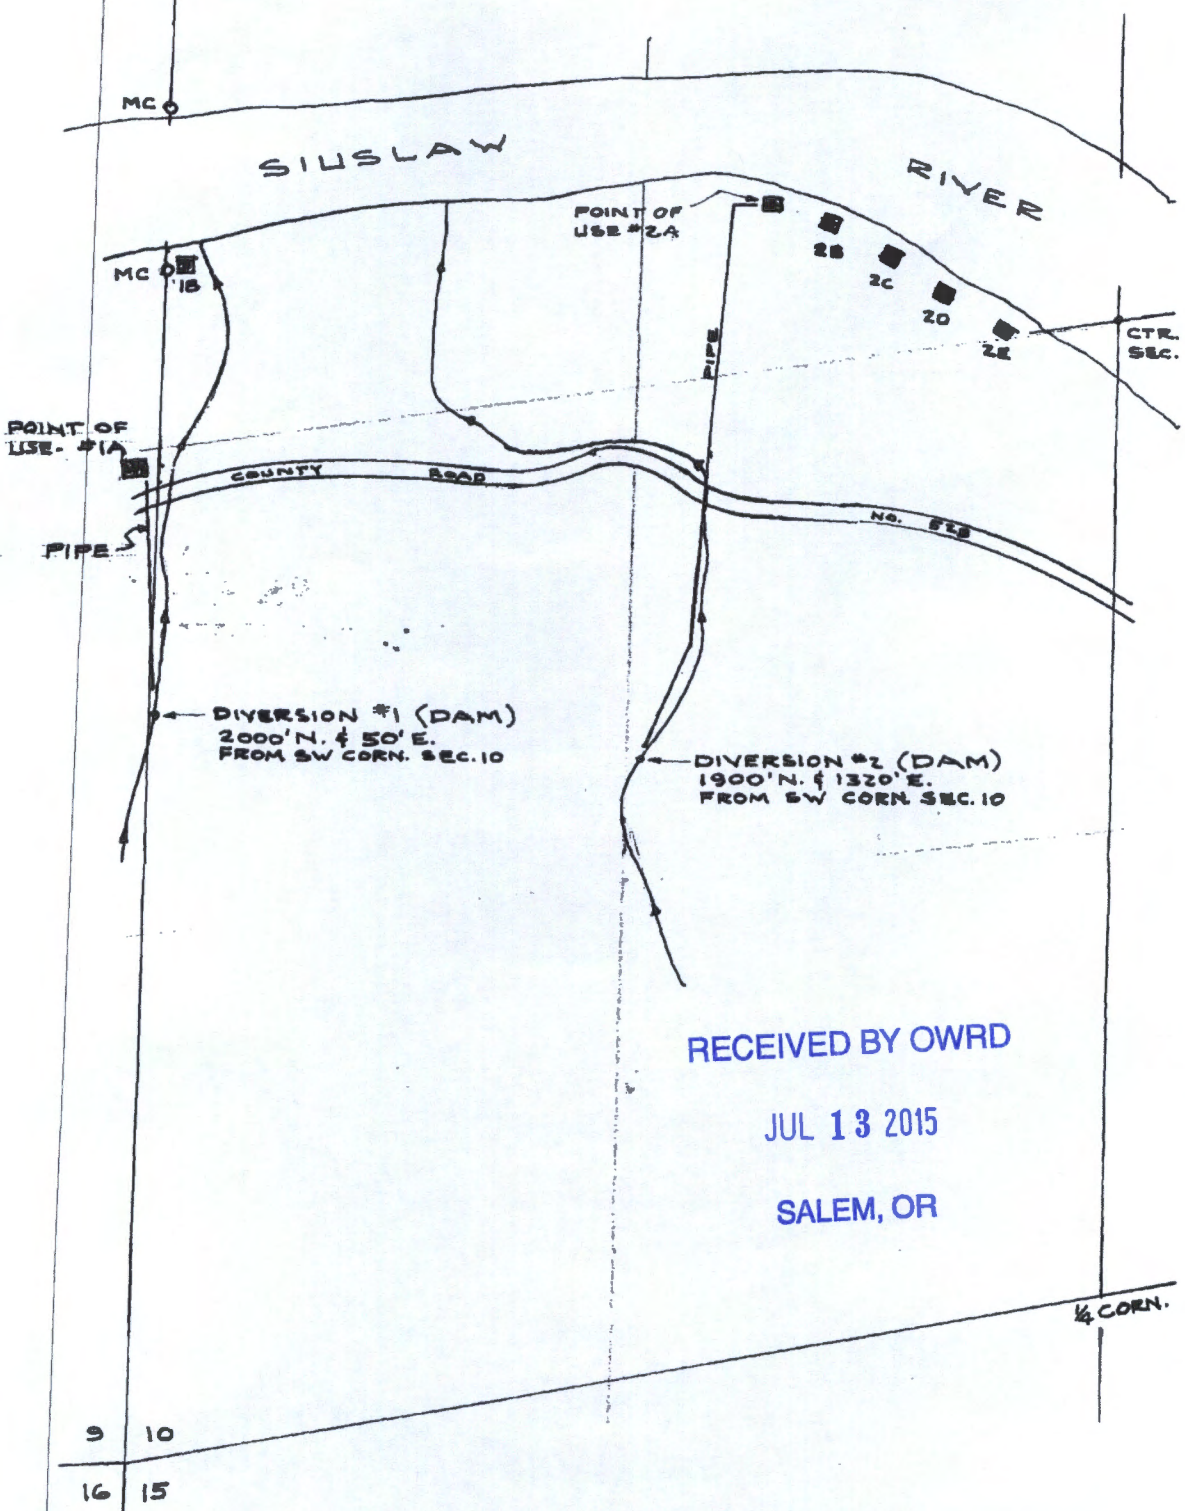 MC
SIUSLAW
RIVER
POINT OF
USE #2A
2B
2C
2D
2E
MC
1B
CTR.
SEC.
PIPE
POINT OF
USE. #1A
COUNTY ROAD NO. 528
PIPE
DIVERSION #1 (DAM)
2000' N. & 50' E.
FROM SW CORN. SEC. 10
DIVERSION #2 (DAM)
1900' N. & 1320' E.
FROM SW CORN. SEC. 10
RECEIVED BY OWRD
JUL 13 2015
SALEM, OR
1/4 CORN.
9 10
16 15